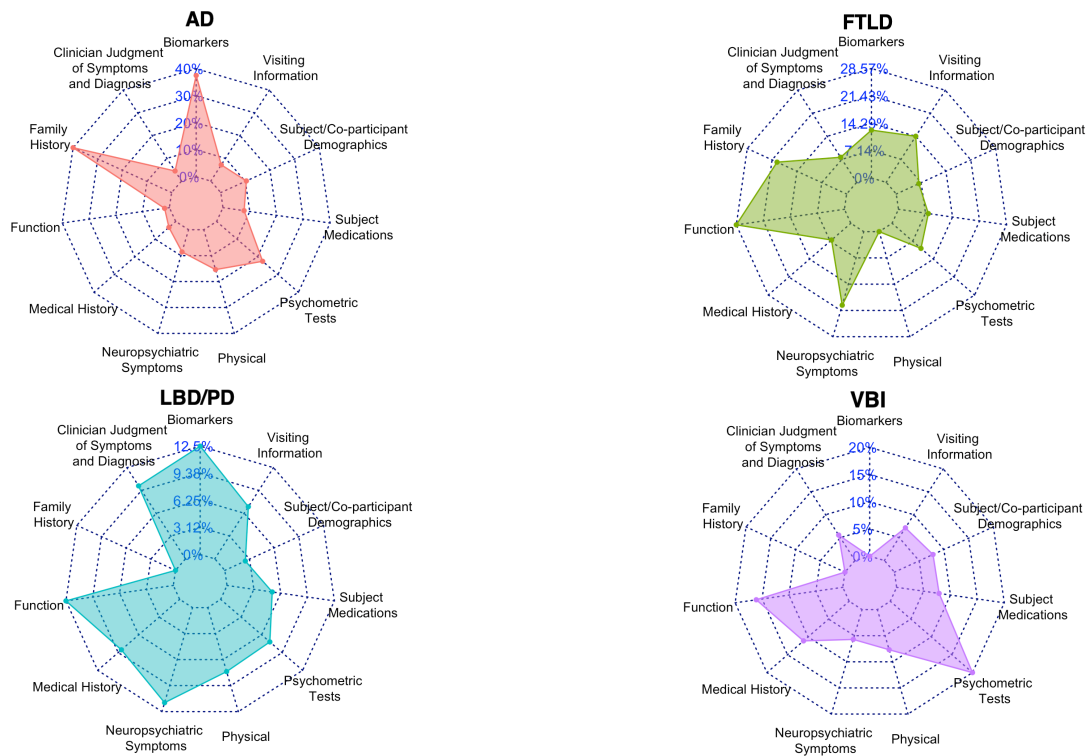 AD
Biomarkers
Clinician Judgment
of Symptoms
and Diagnosis
Visiting
Information
40%
30%
20%
10%
0%
Family
History
Subject/Co-participant
Demographics
Function
Subject
Medications
Medical History
Psychometric
Tests
Neuropsychiatric
Symptoms
Physical
FTLD
Biomarkers
Clinician Judgment
of Symptoms
and Diagnosis
Visiting
Information
28.57%
21.43%
14.29%
7.14%
0%
Family
History
Subject/Co-participant
Demographics
Function
Subject
Medications
Medical History
Psychometric
Tests
Neuropsychiatric
Symptoms
Physical
LBD/PD
Biomarkers
Clinician Judgment
of Symptoms
and Diagnosis
Visiting
Information
12.5%
9.38%
6.25%
3.12%
0%
Family
History
Subject/Co-participant
Demographics
Function
Subject
Medications
Medical History
Psychometric
Tests
Neuropsychiatric
Symptoms
Physical
VBI
Biomarkers
Clinician Judgment
of Symptoms
and Diagnosis
Visiting
Information
20%
15%
10%
5%
0%
Family
History
Subject/Co-participant
Demographics
Function
Subject
Medications
Medical History
Psychometric
Tests
Neuropsychiatric
Symptoms
Physical